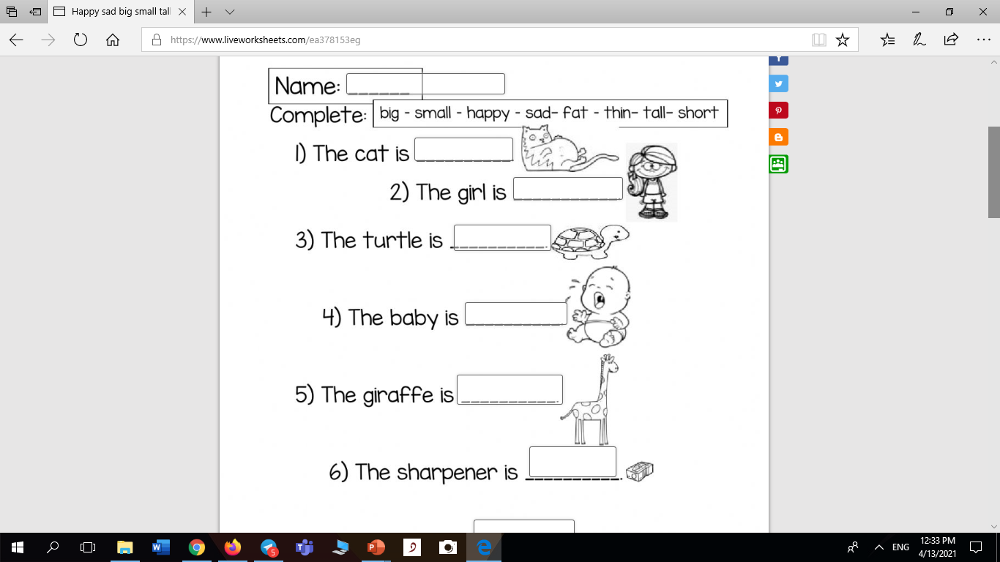 Happy sad big small tal
https://www.liveworksheets.com/ea378153eg
Name:
Complete: big - small - happy - sad- fat - thin- tall- short
1) The cat is
2) The girl is
3) The turtle is
4) The baby is
5) The giraffe is
6) The sharpener is
5
ENG
12:33 PM
4/13/2021